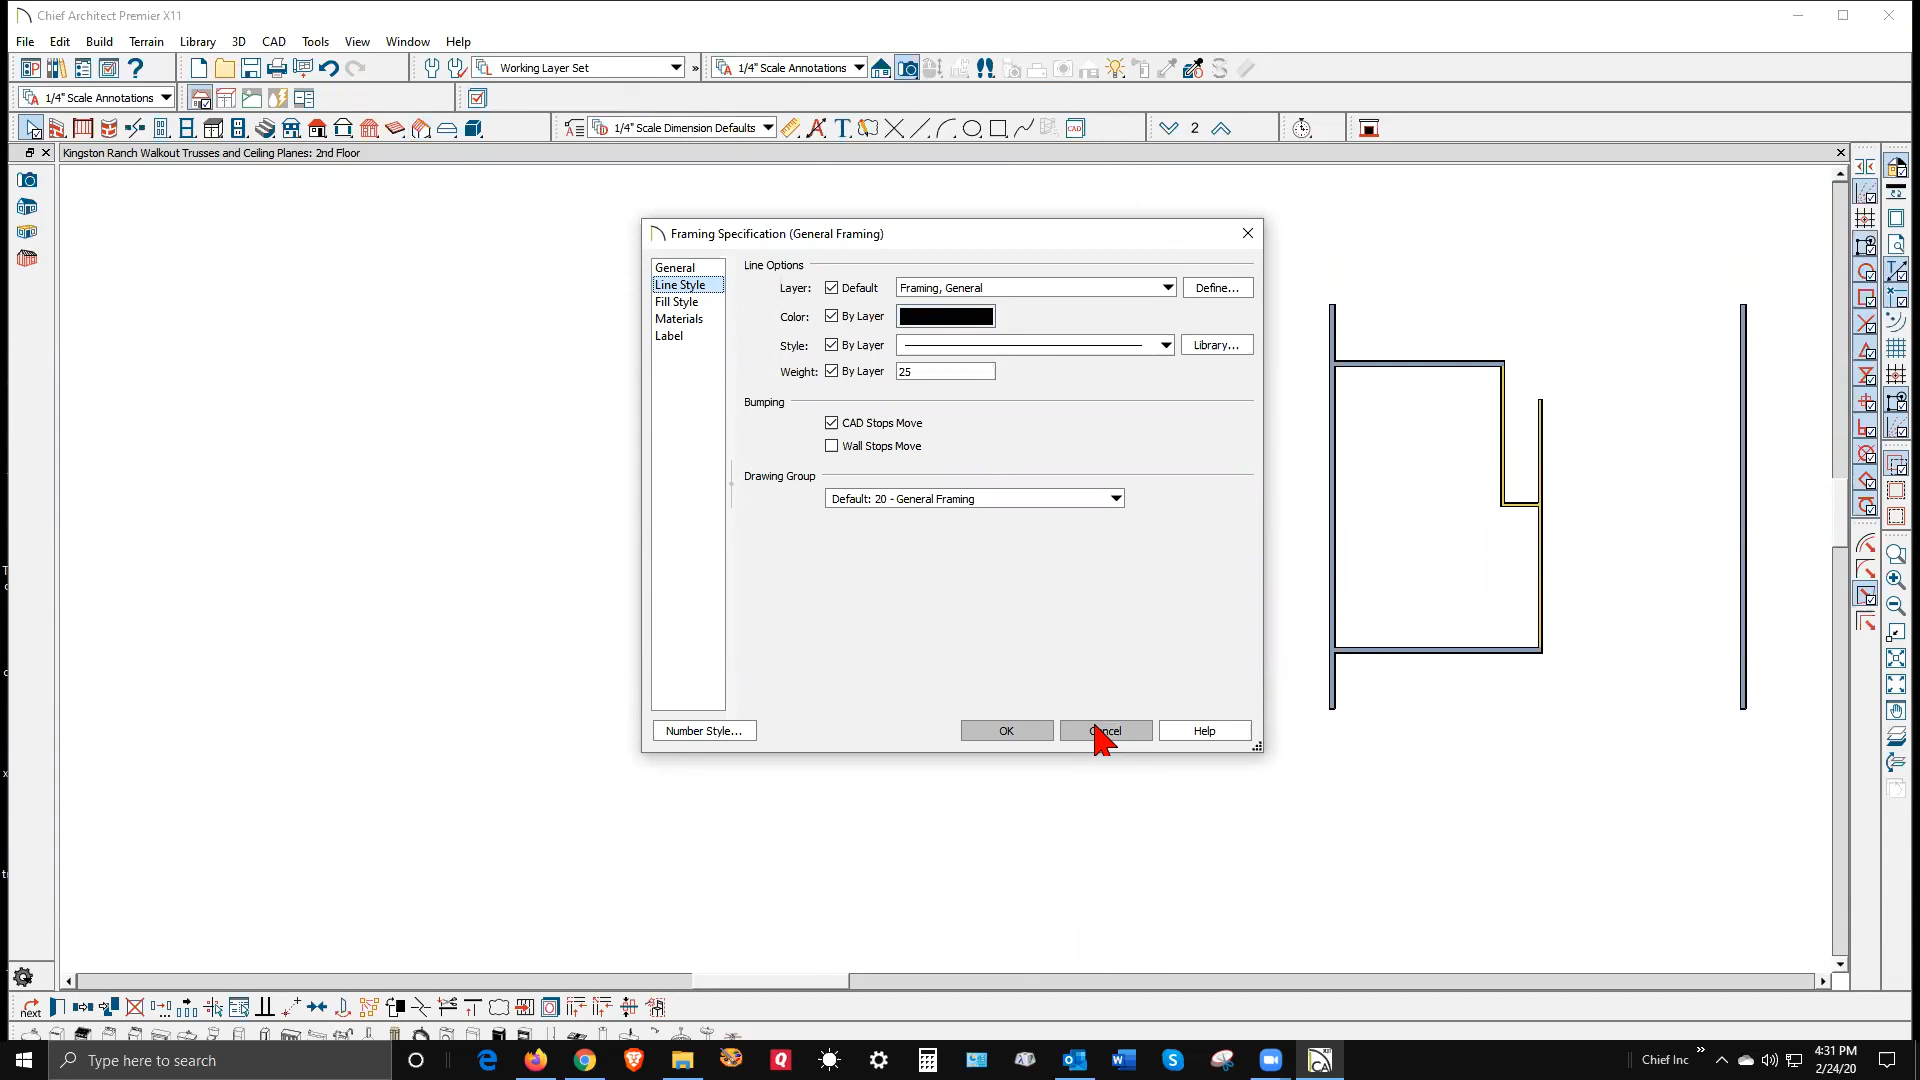 Chief Architect Premier X11
File Edit Build Terrain Library 3D CAD Tools View Window Help
Working Layer Set » 1/4" Scale Annotations
1/4" Scale Annotations
1/4" Scale Dimension Defaults CAD 2
Kingston Ranch Walkout Trusses and Ceiling Planes: 2nd Floor
Framing Specification (General Framing)
General
Line Style
Fill Style
Materials
Label
Line Options
Layer: Default Framing, General Define...
Color: By Layer
Style: By Layer Library...
Weight: By Layer 25
Bumping
CAD Stops Move
Wall Stops Move
Drawing Group
Default: 20 - General Framing
Number Style... OK Cancel Help
next
Type here to search
Chief Inc »
4:31 PM
2/24/20